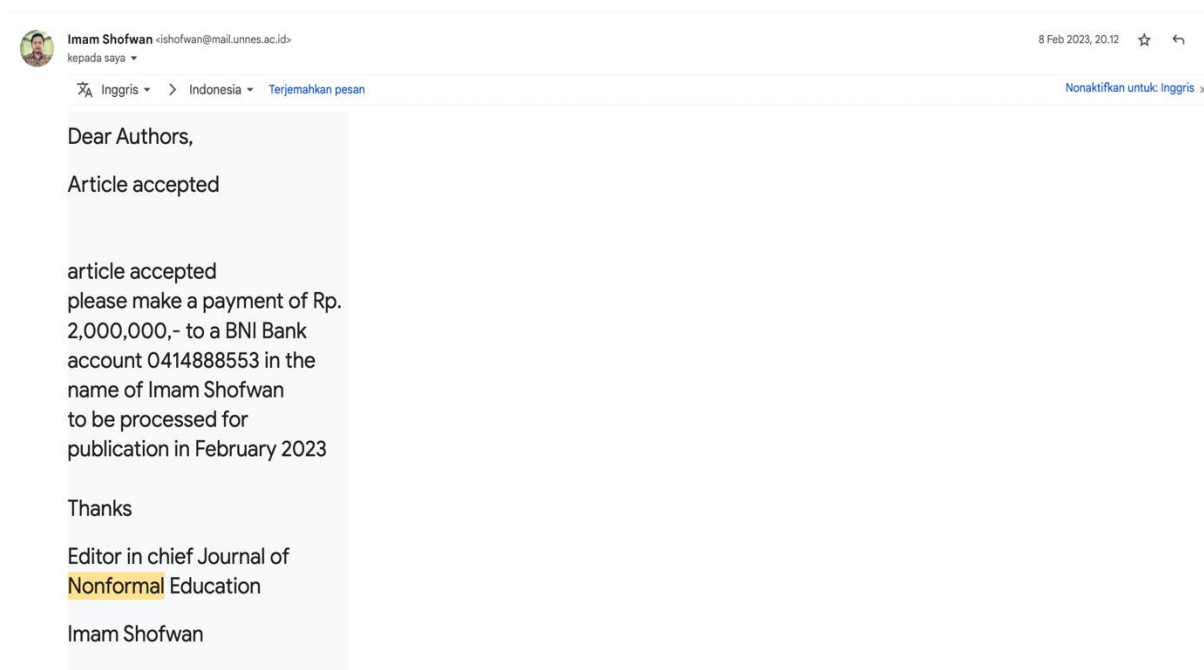 Imam Shofwan <ishofwan@mail.unnes.ac.id>
8 Feb 2023, 20.12
kepada saya
Inggris > Indonesia Terjemahkan pesan
Nonaktifkan untuk: Inggris
Dear Authors,
Article accepted
article accepted
please make a payment of Rp.
2,000,000,- to a BNI Bank
account 0414888553 in the
name of Imam Shofwan
to be processed for
publication in February 2023
Thanks
Editor in chief Journal of
Nonformal Education
Imam Shofwan